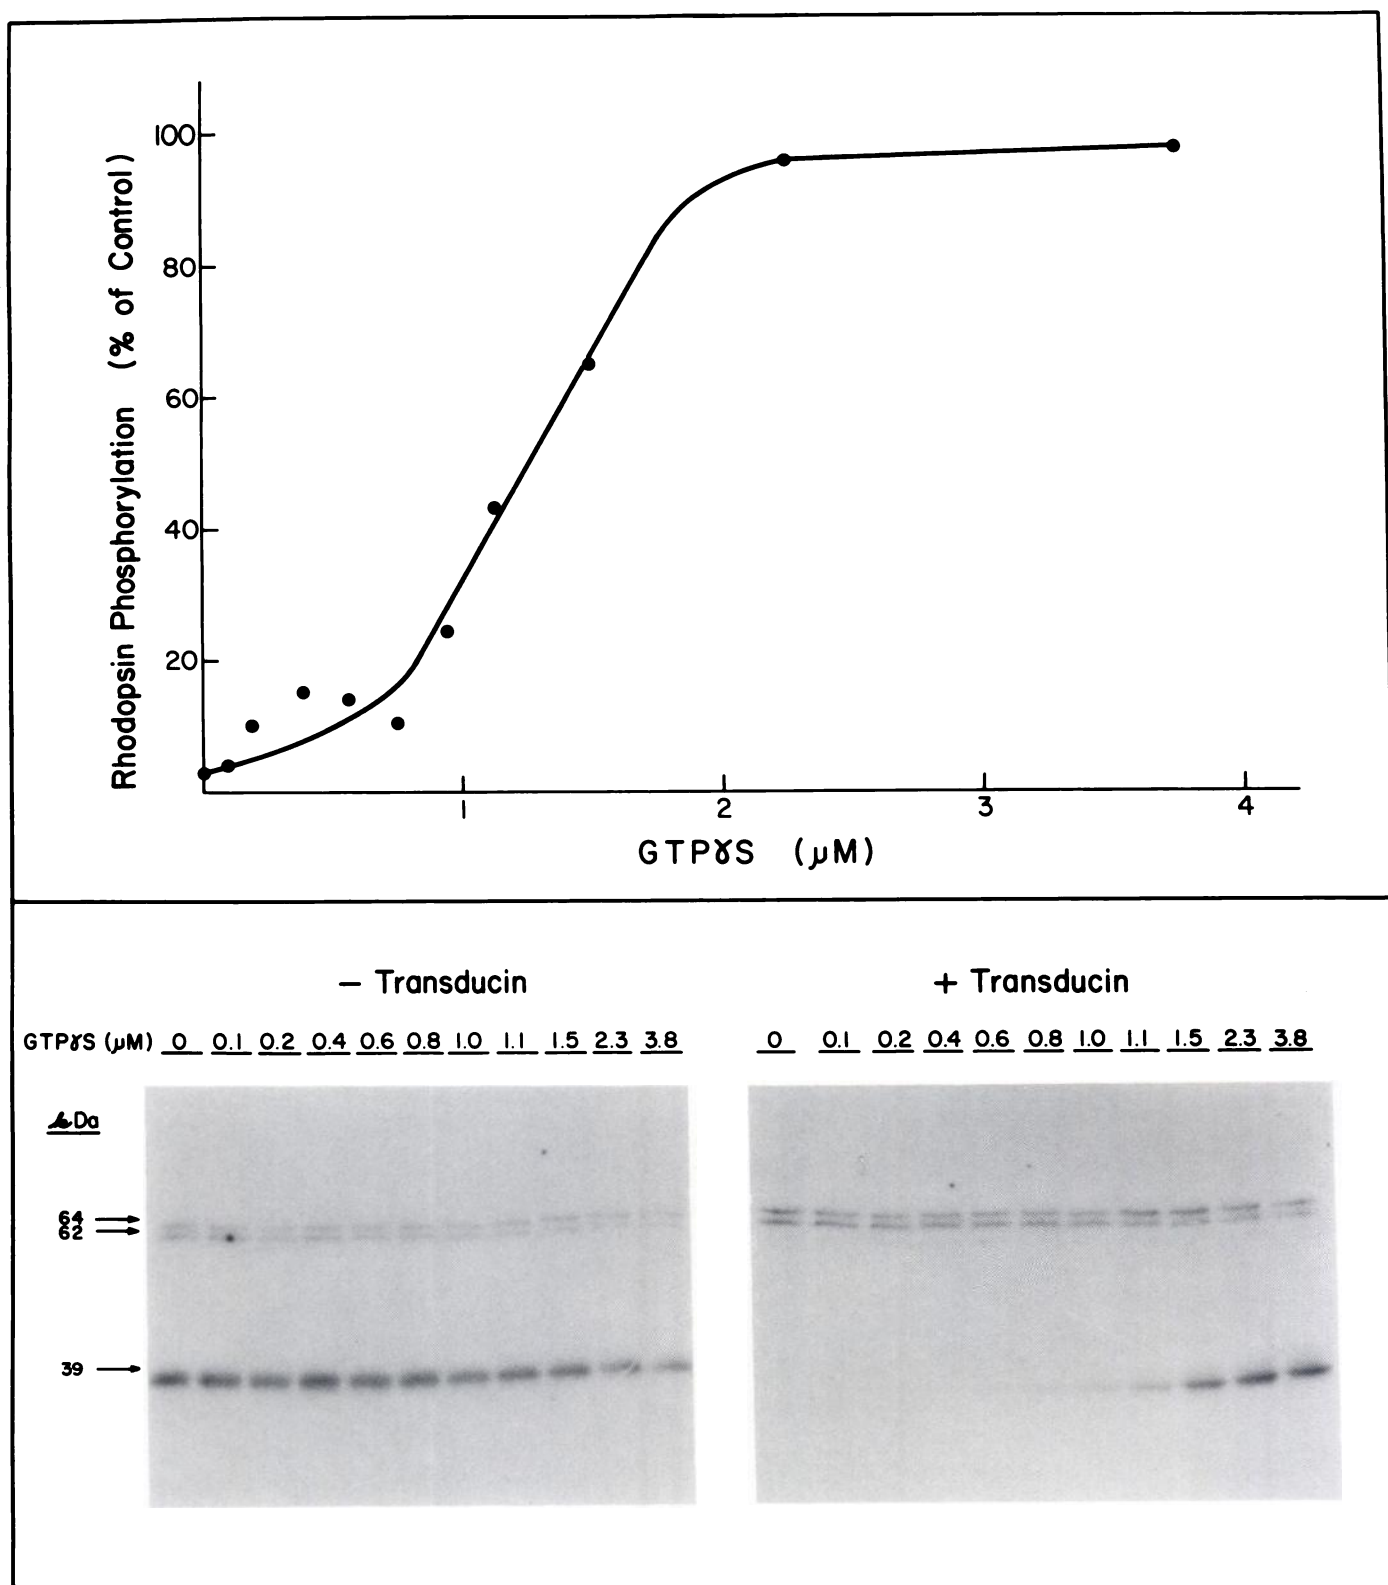 Rhodopsin Phosphorylation (% of Control)
100
80
60
40
20
1 2 3 4
GTPγS (μM)
– Transducin
+ Transducin
GTPγS (μM) 0 0.1 0.2 0.4 0.6 0.8 1.0 1.1 1.5 2.3 3.8
0 0.1 0.2 0.4 0.6 0.8 1.0 1.1 1.5 2.3 3.8
kDa
64
62
39